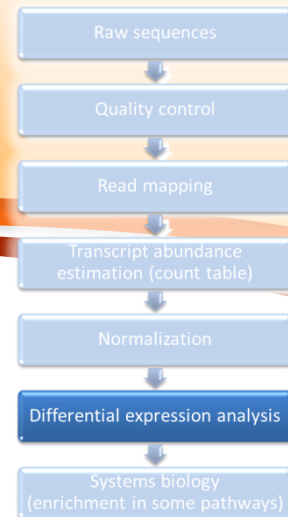 Raw sequences
Quality control
Read mapping
Transcript abundance
estimation (count table)
Normalization
Differential expression analysis
Systems biology
(enrichment in some pathways)